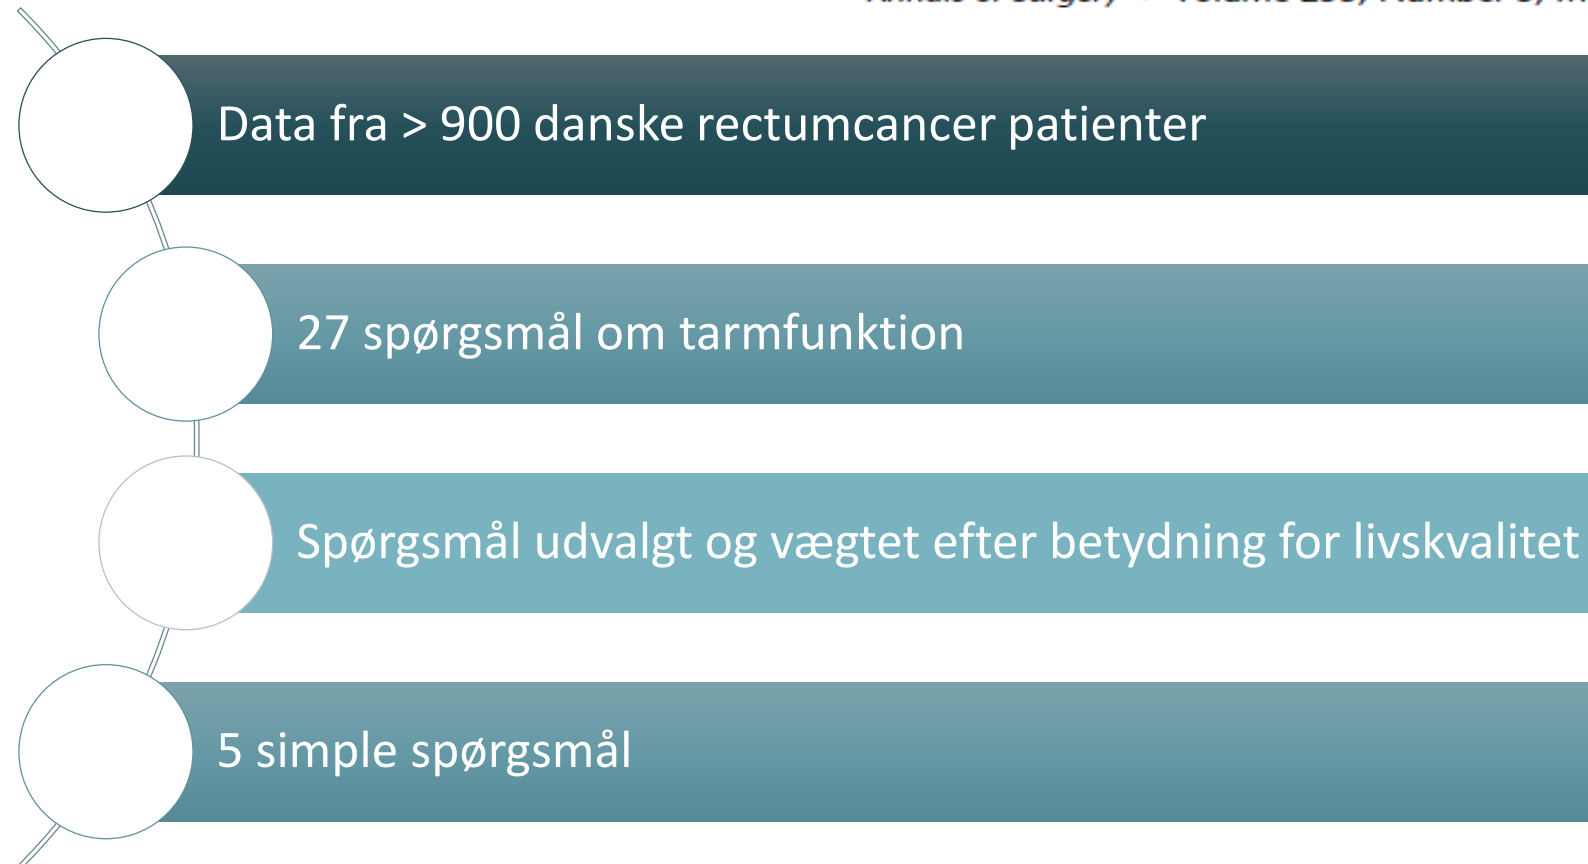 Data fra > 900 danske rectumcancer patienter
27 spørgsmål om tarmfunktion
Spørgsmål udvalgt og vægtet efter betydning for livskvalitet
5 simple spørgsmål